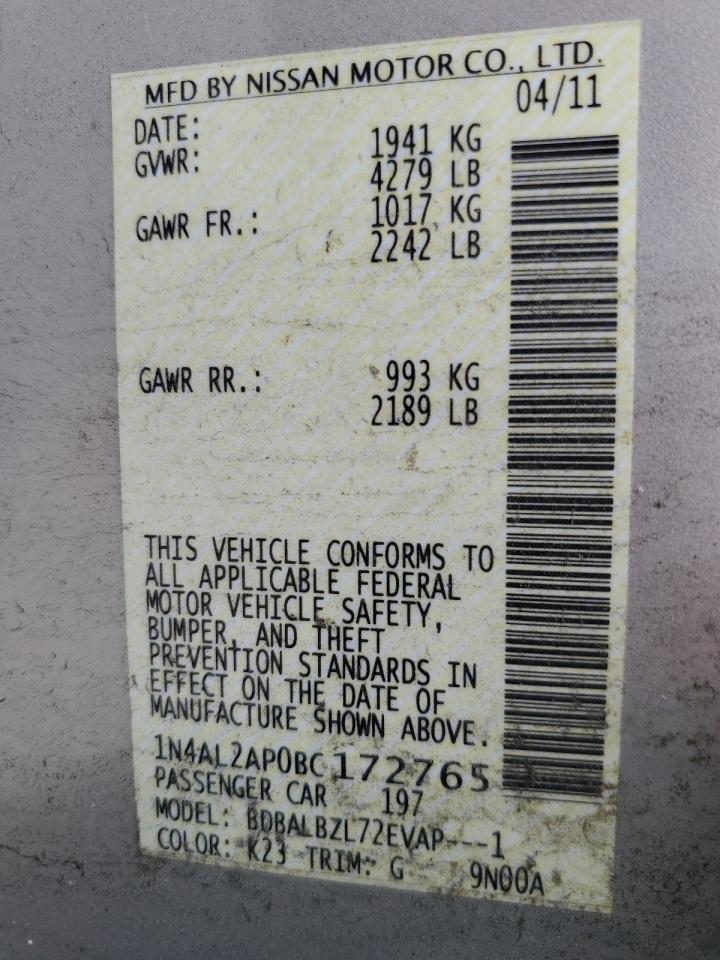 MFD BY NISSAN MOTOR CO., LTD.
DATE: 04/11
GVWR: 1941 KG
4279 LB
GAWR FR.: 1017 KG
2242 LB
GAWR RR.: 993 KG
2189 LB
THIS VEHICLE CONFORMS TO
ALL APPLICABLE FEDERAL
MOTOR VEHICLE SAFETY,
BUMPER, AND THEFT
PREVENTION STANDARDS IN
EFFECT ON THE DATE OF
MANUFACTURE SHOWN ABOVE.
1N4AL2AP0BC172765
PASSENGER CAR 197
MODEL: BDBALBZL72EVAP---1
COLOR: K23 TRIM: G 9N00A